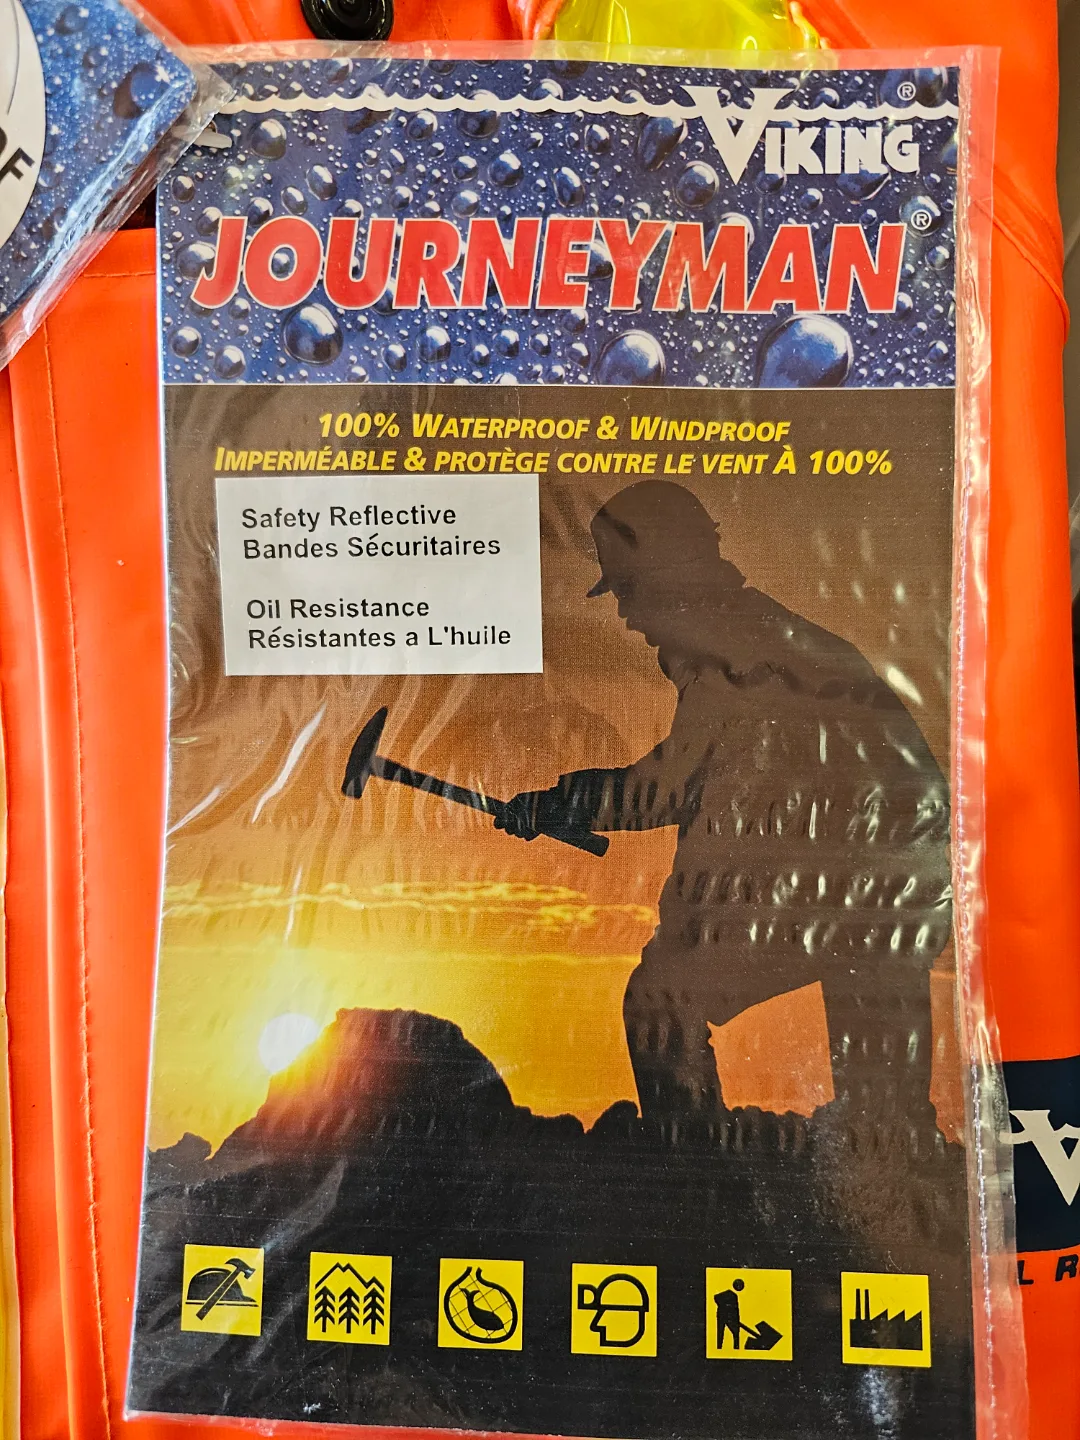 VIKING®
JOURNEYMAN®
100% WATERPROOF & WINDPROOF
IMPERMÉABLE & PROTÈGE CONTRE LE VENT À 100%
Safety Reflective
Bandes Sécuritaires
Oil Resistance
Résistantes a L'huile